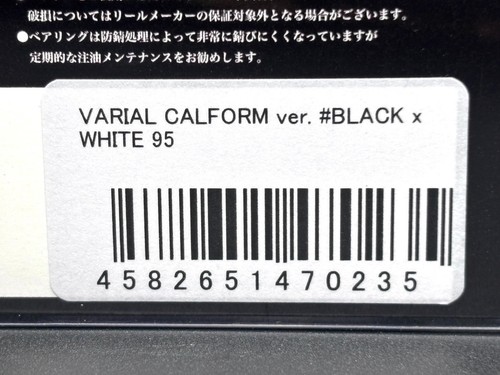 破損についてはリールメーカーの保証対象外となる場合がございます。
●ベアリングは防錆処理によって非常に錆びにくくなっていますが
定期的な注油メンテナンスをお勧めします。
VARIAL CALFORM ver. #BLACK x
WHITE 95
4582651470235